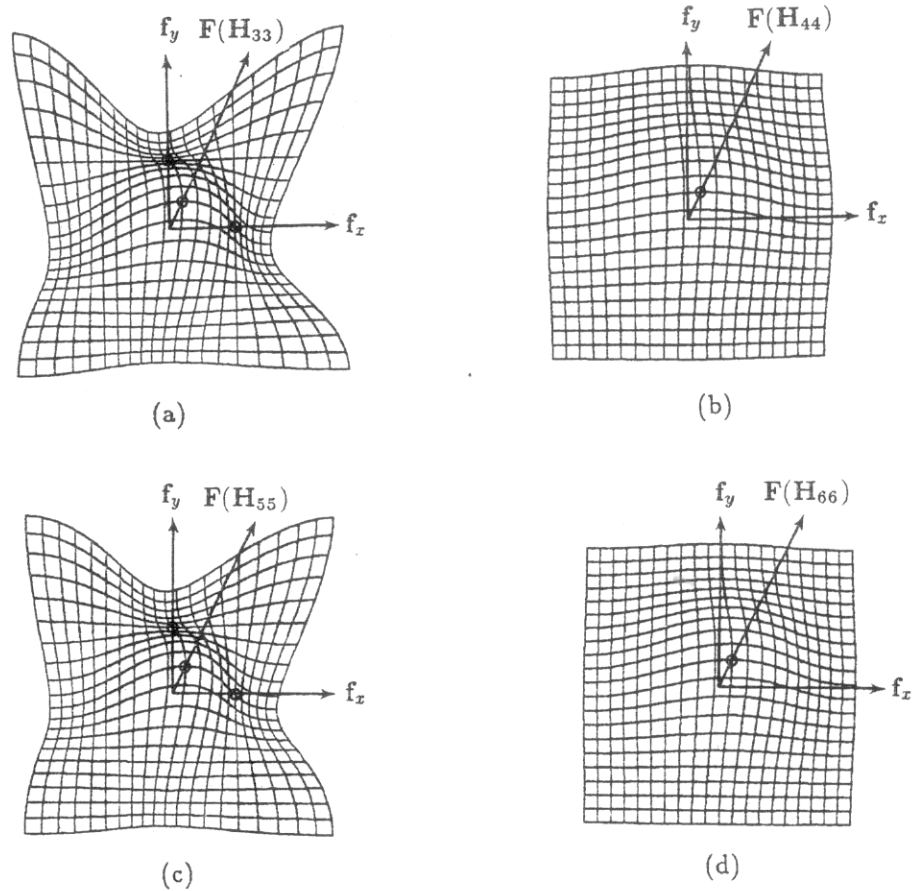 f_y F(H_33)
f_x
(a)
f_y F(H_44)
f_x
(b)
f_y F(H_55)
f_x
(c)
f_y F(H_66)
f_x
(d)